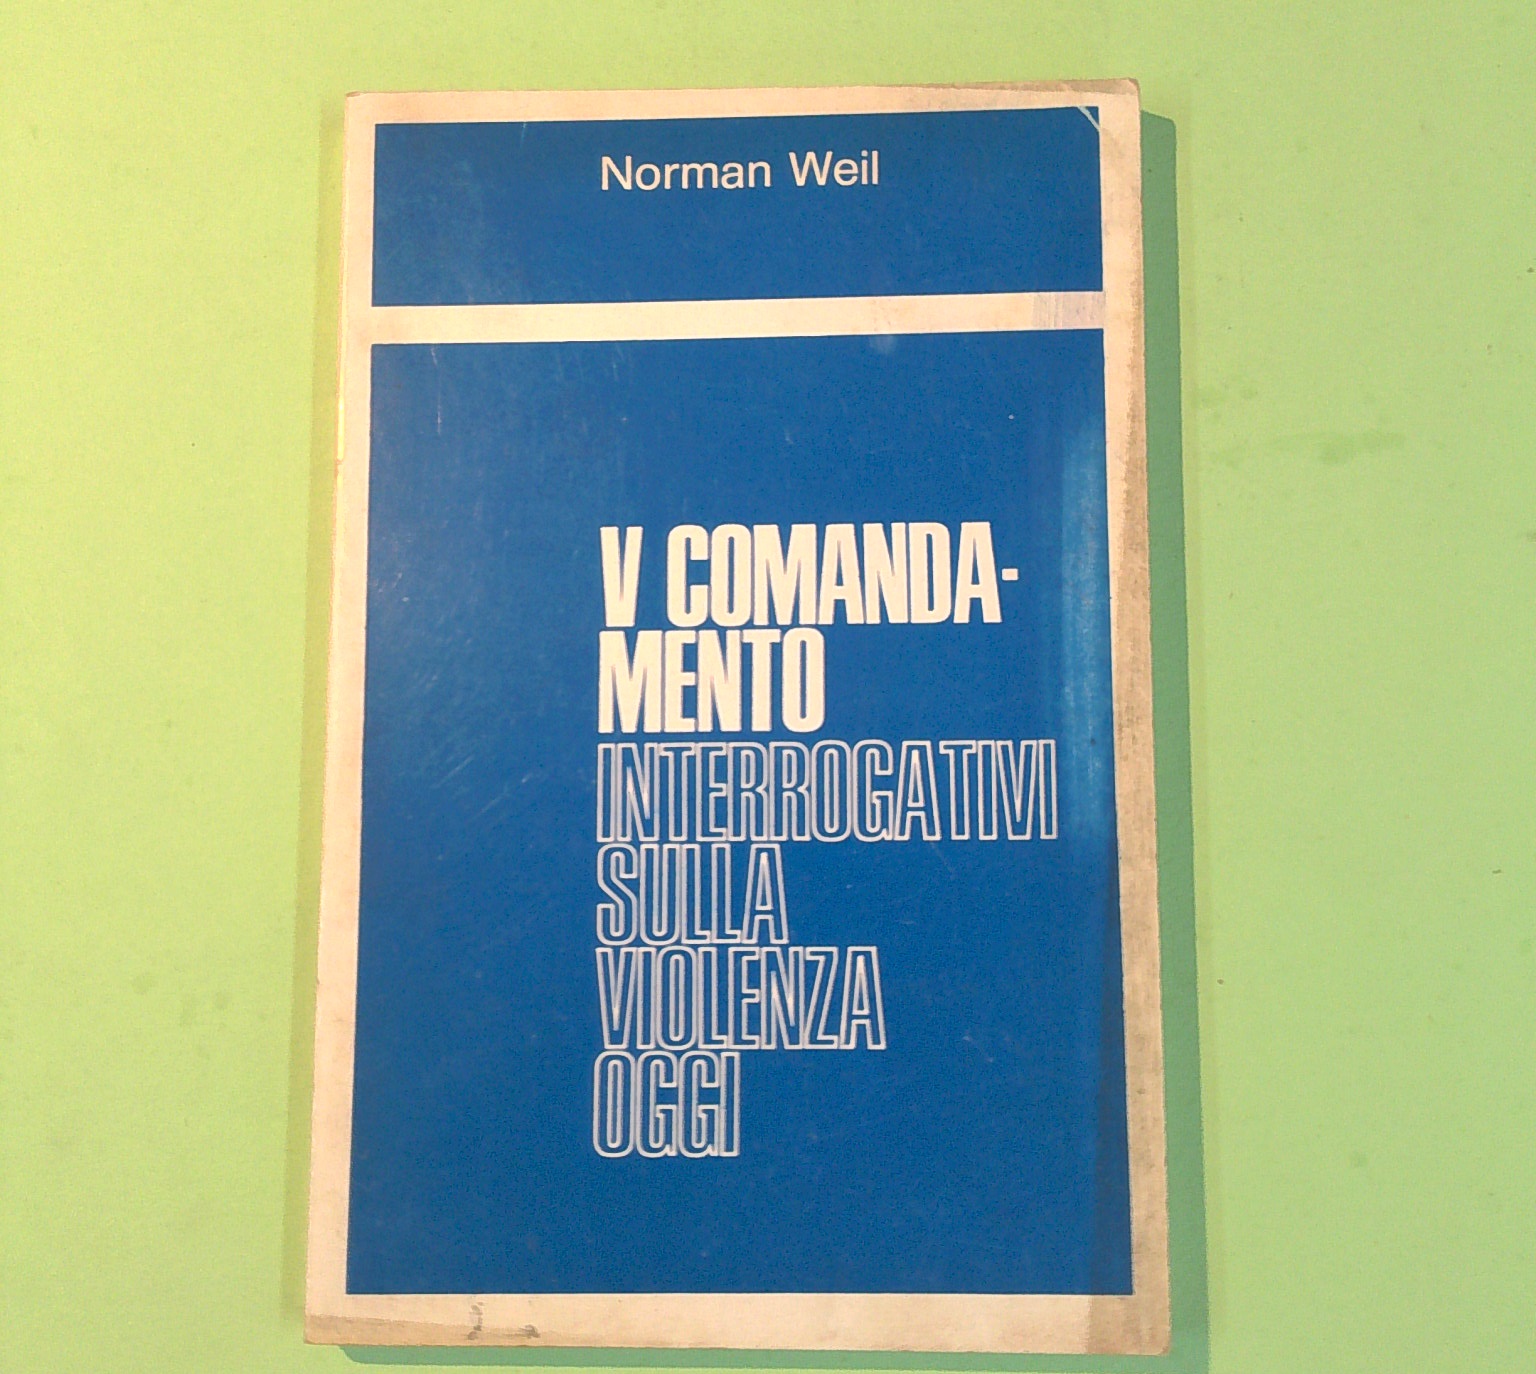 Norman Weil
V COMANDA-
MENTO
INTERROGATIVI
SULLA
VIOLENZA
OGGI